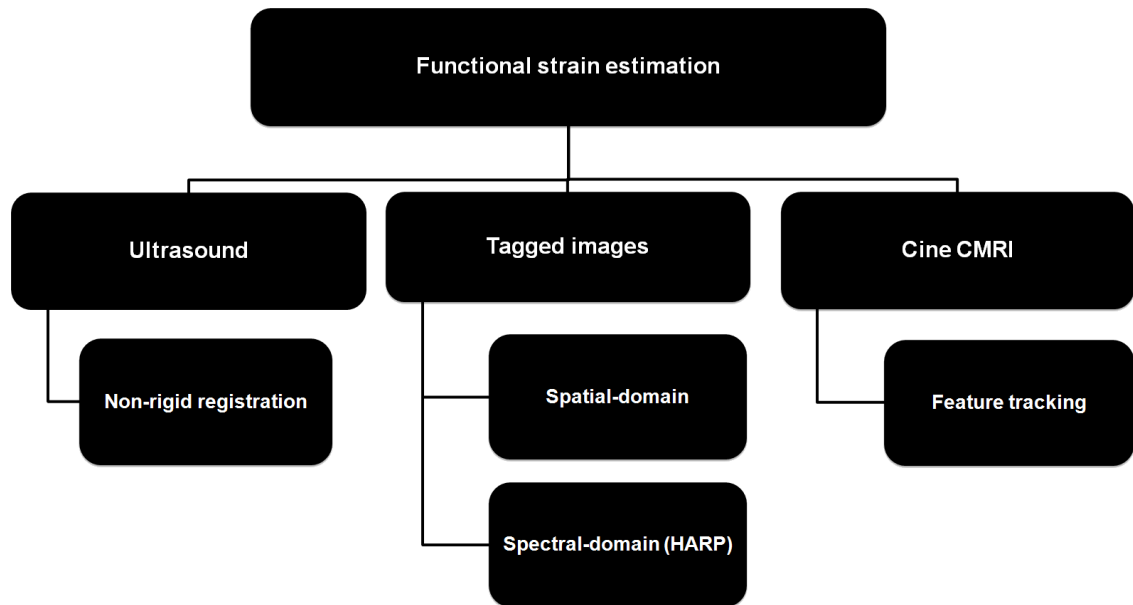 Functional strain estimation
Ultrasound
Tagged images
Cine CMRI
Non-rigid registration
Spatial-domain
Feature tracking
Spectral-domain (HARP)